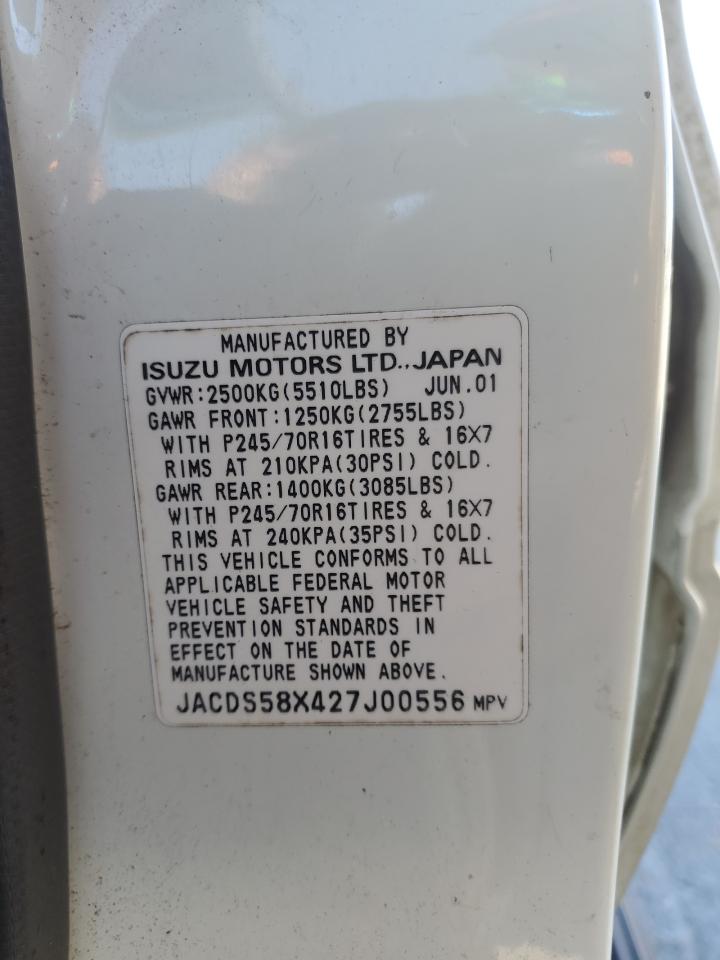 MANUFACTURED BY
ISUZU MOTORS LTD., JAPAN
GVWR:2500KG(5510LBS) JUN.01
GAWR FRONT:1250KG(2755LBS)
WITH P245/70R16TIRES & 16X7
RIMS AT 210KPA(30PSI) COLD.
GAWR REAR:1400KG(3085LBS)
WITH P245/70R16TIRES & 16X7
RIMS AT 240KPA(35PSI) COLD.
THIS VEHICLE CONFORMS TO ALL
APPLICABLE FEDERAL MOTOR
VEHICLE SAFETY AND THEFT
PREVENTION STANDARDS IN
EFFECT ON THE DATE OF
MANUFACTURE SHOWN ABOVE.
JACDS58X427J00556 MPV